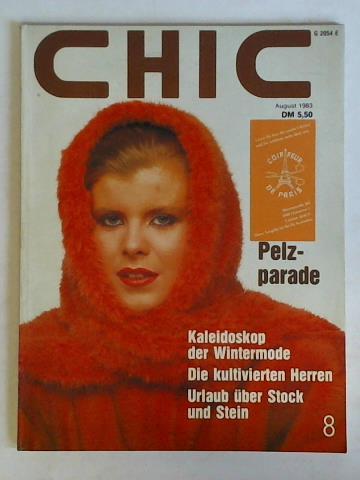 G 2054 E
CHIC
August 1983
DM 5,50
COIFFEUR
DE PARIS
Pelz-
parade
Kaleidoskop
der Wintermode
Die kultivierten Herren
Urlaub über Stock
und Stein
8